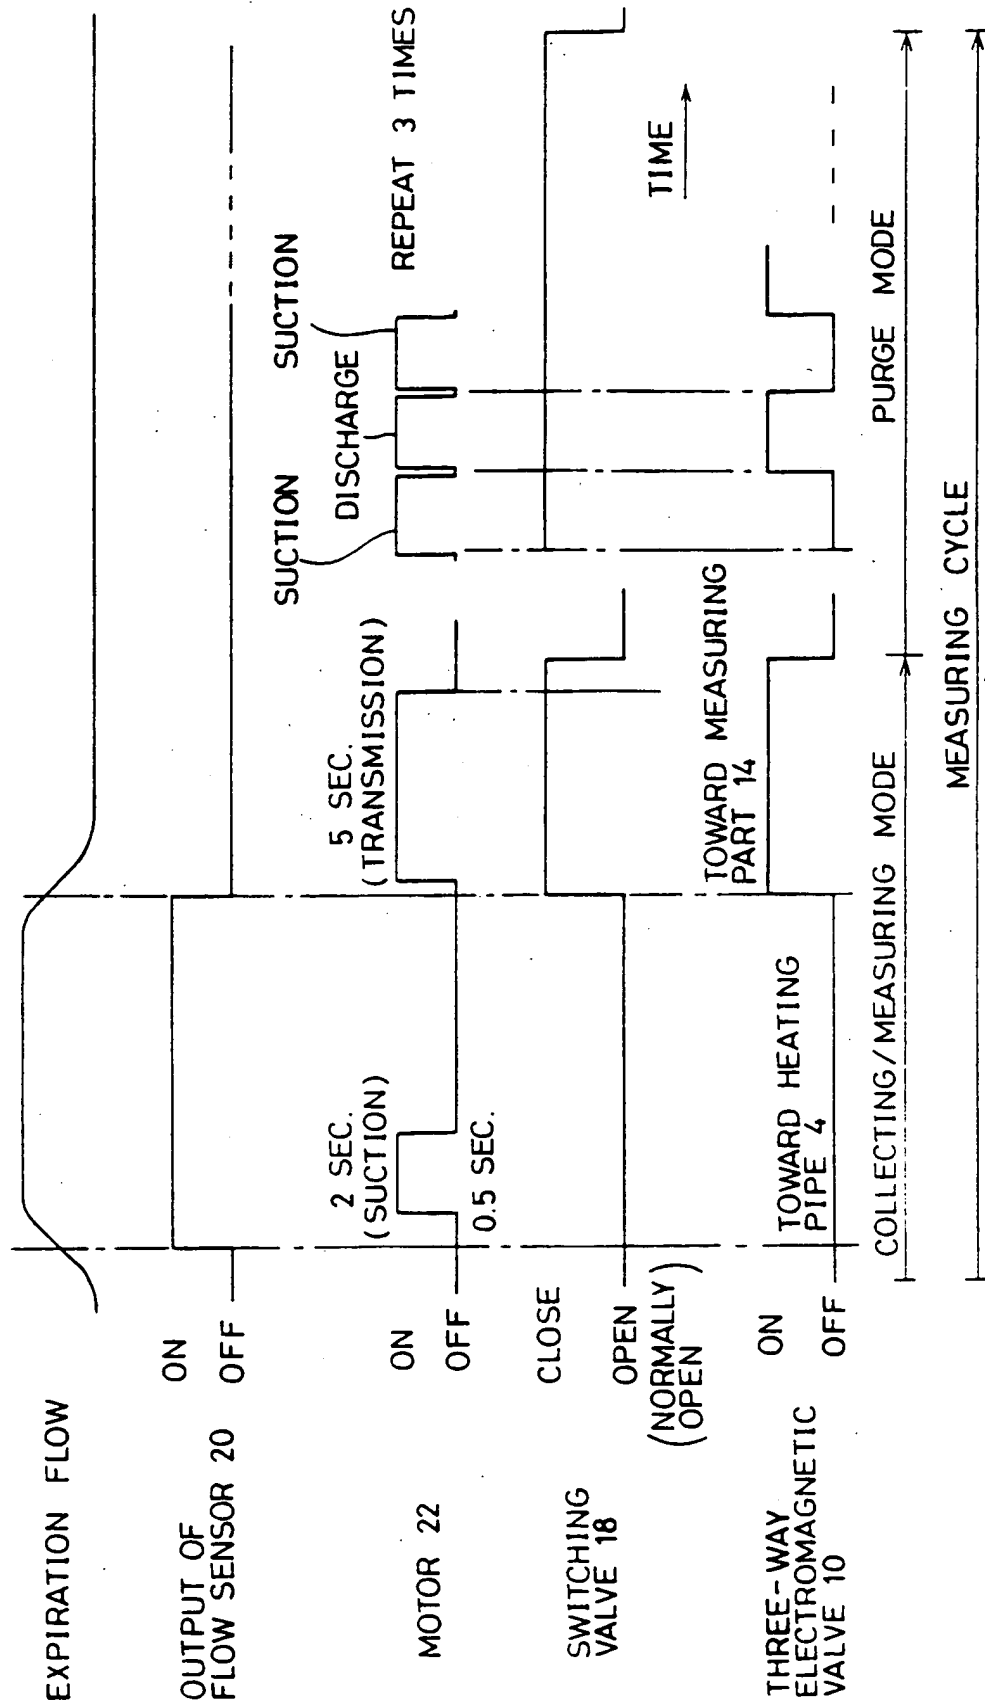 EXPIRATION FLOW
OUTPUT OF
FLOW SENSOR 20
ON
OFF
MOTOR 22
ON
OFF
2 SEC.
(SUCTION)
0.5 SEC.
5 SEC.
(TRANSMISSION)
SUCTION
DISCHARGE
SUCTION
REPEAT 3 TIMES
SWITCHING
VALVE 18
CLOSE
OPEN
(NORMALLY
OPEN)
TIME
THREE-WAY
ELECTROMAGNETIC
VALVE 10
ON
OFF
TOWARD HEATING
PIPE 4
TOWARD MEASURING
PART 14
COLLECTING/MEASURING MODE
PURGE MODE
MEASURING CYCLE